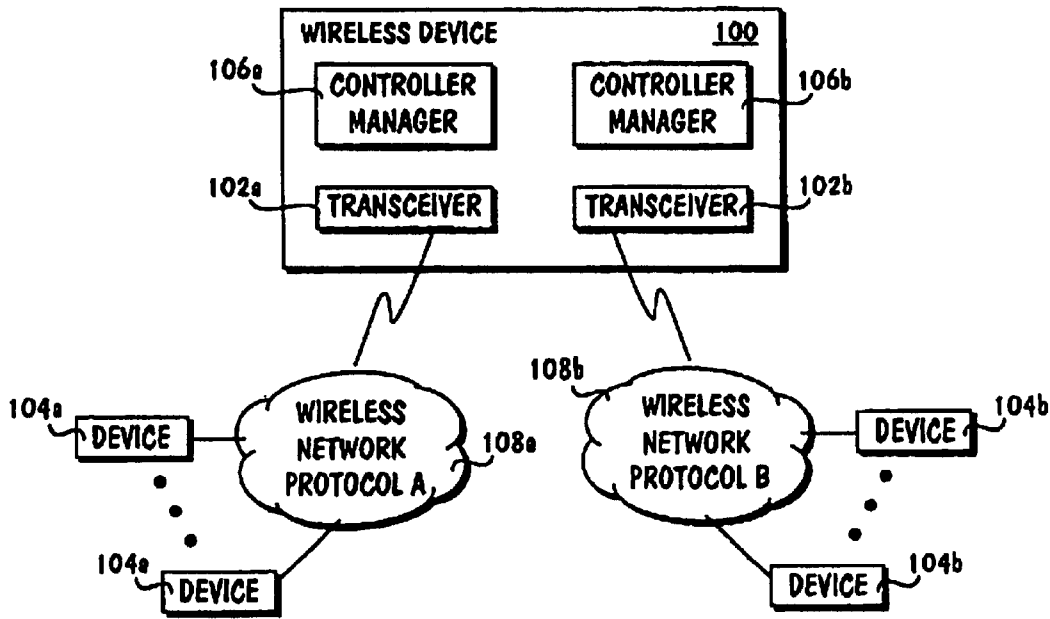 WIRELESS DEVICE 100
106a CONTROLLER MANAGER
CONTROLLER MANAGER 106b
102a TRANSCEIVER
TRANSCEIVER 102b
WIRELESS NETWORK PROTOCOL A 108a
108b WIRELESS NETWORK PROTOCOL B
104a DEVICE
DEVICE 104b
104a DEVICE
DEVICE 104b